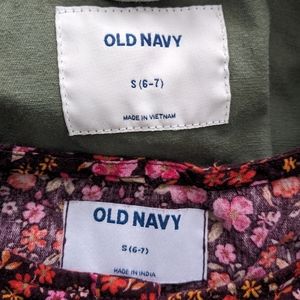 OLD NAVY
S (6-7)
MADE IN VIETNAM
OLD NAVY
S (6-7)
MADE IN INDIA